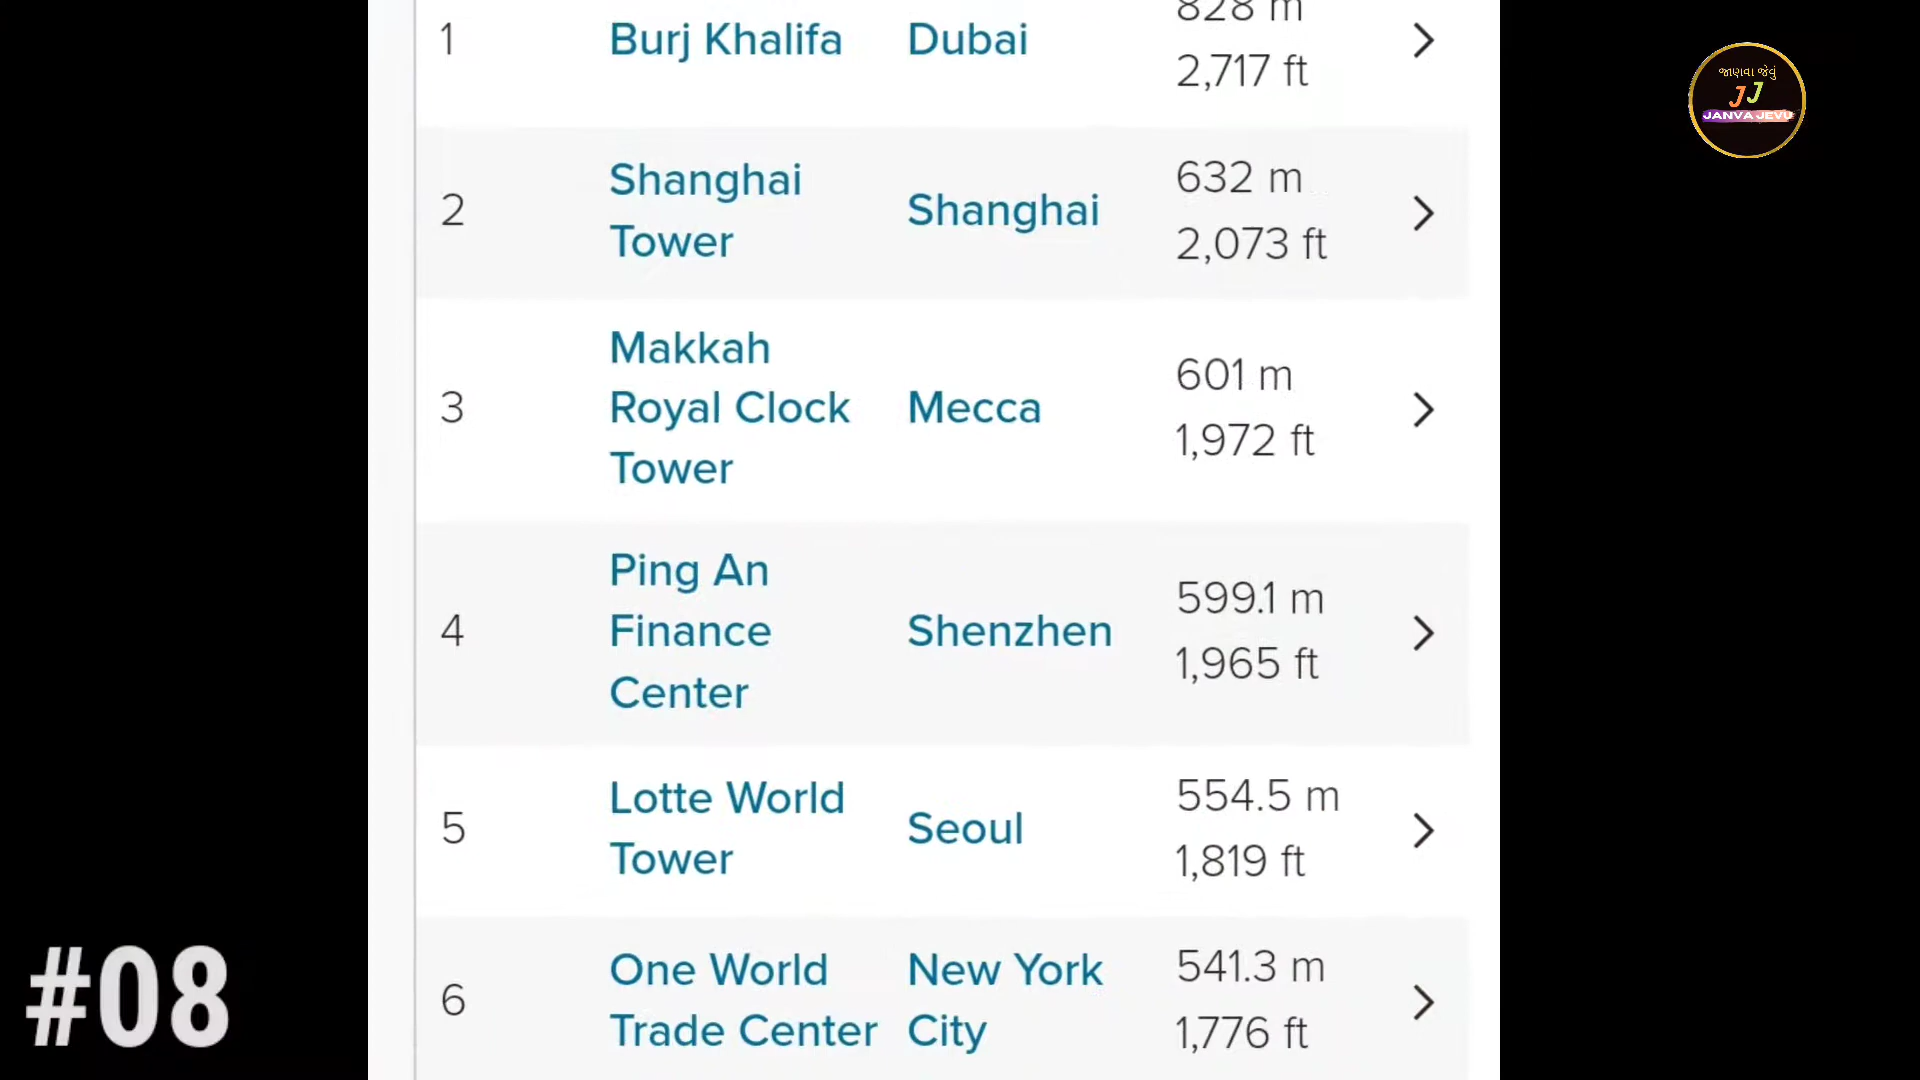 1 Burj Khalifa Dubai 828 m
2,717 ft
2 Shanghai Tower Shanghai 632 m
2,073 ft
3 Makkah Royal Clock Tower Mecca 601 m
1,972 ft
4 Ping An Finance Center Shenzhen 599.1 m
1,965 ft
5 Lotte World Tower Seoul 554.5 m
1,819 ft
6 One World Trade Center New York City 541.3 m
1,776 ft
જાણવા જેવું
JJ
JANVA JEVU
#08